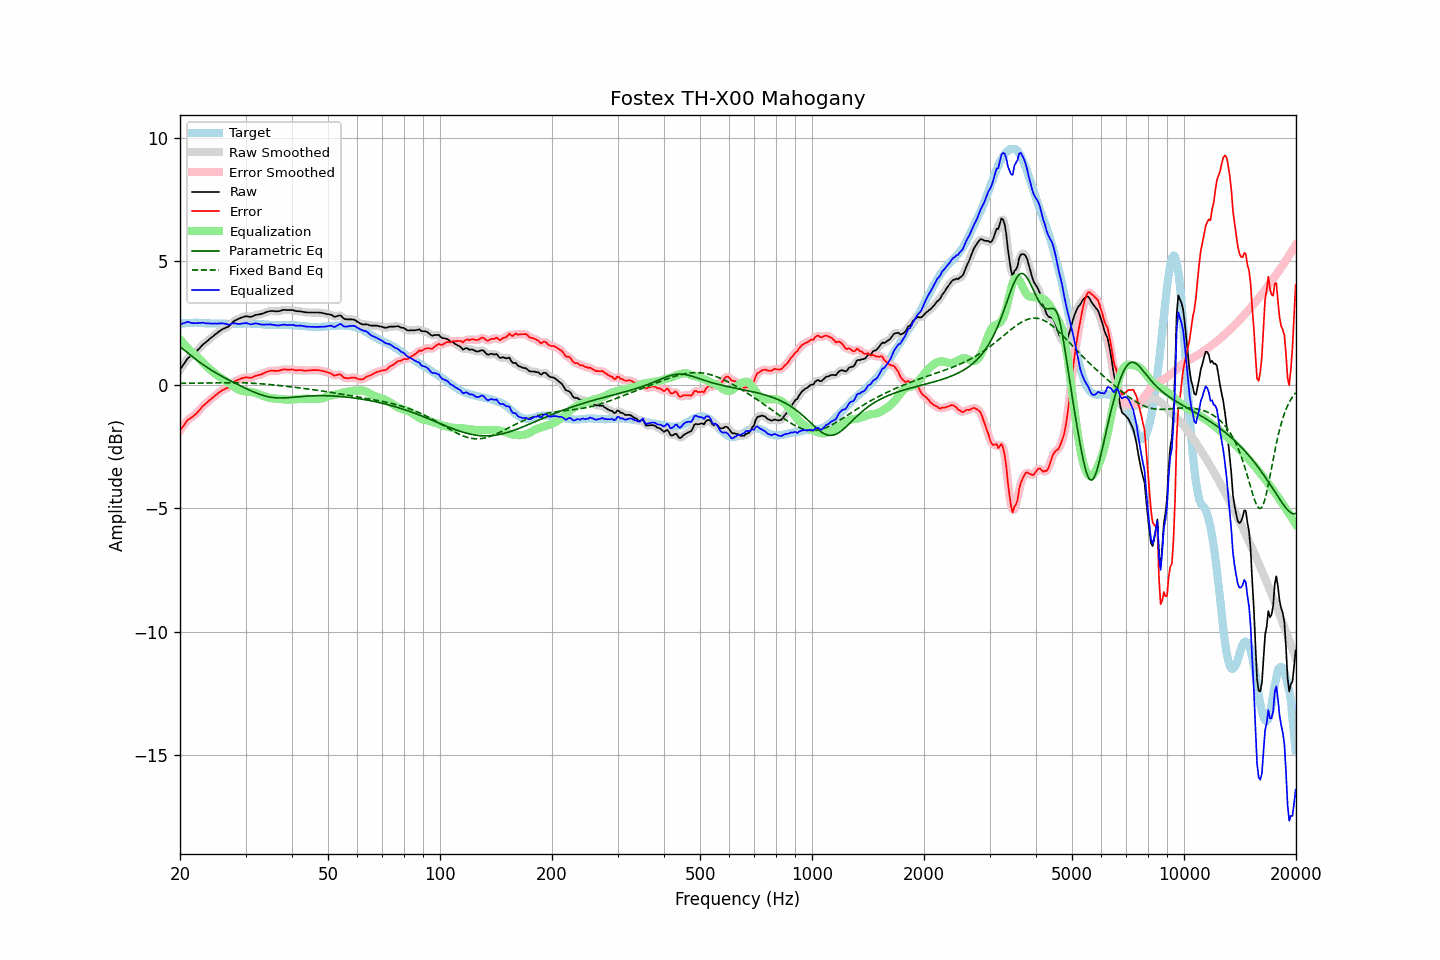 Fostex TH-X00 Mahogany
Target
Raw Smoothed
Error Smoothed
Raw
Error
Equalization
Parametric Eq
Fixed Band Eq
Equalized
Amplitude (dBr)
10
5
0
−5
−10
−15
20
50
100
200
500
1000
2000
5000
10000
20000
Frequency (Hz)